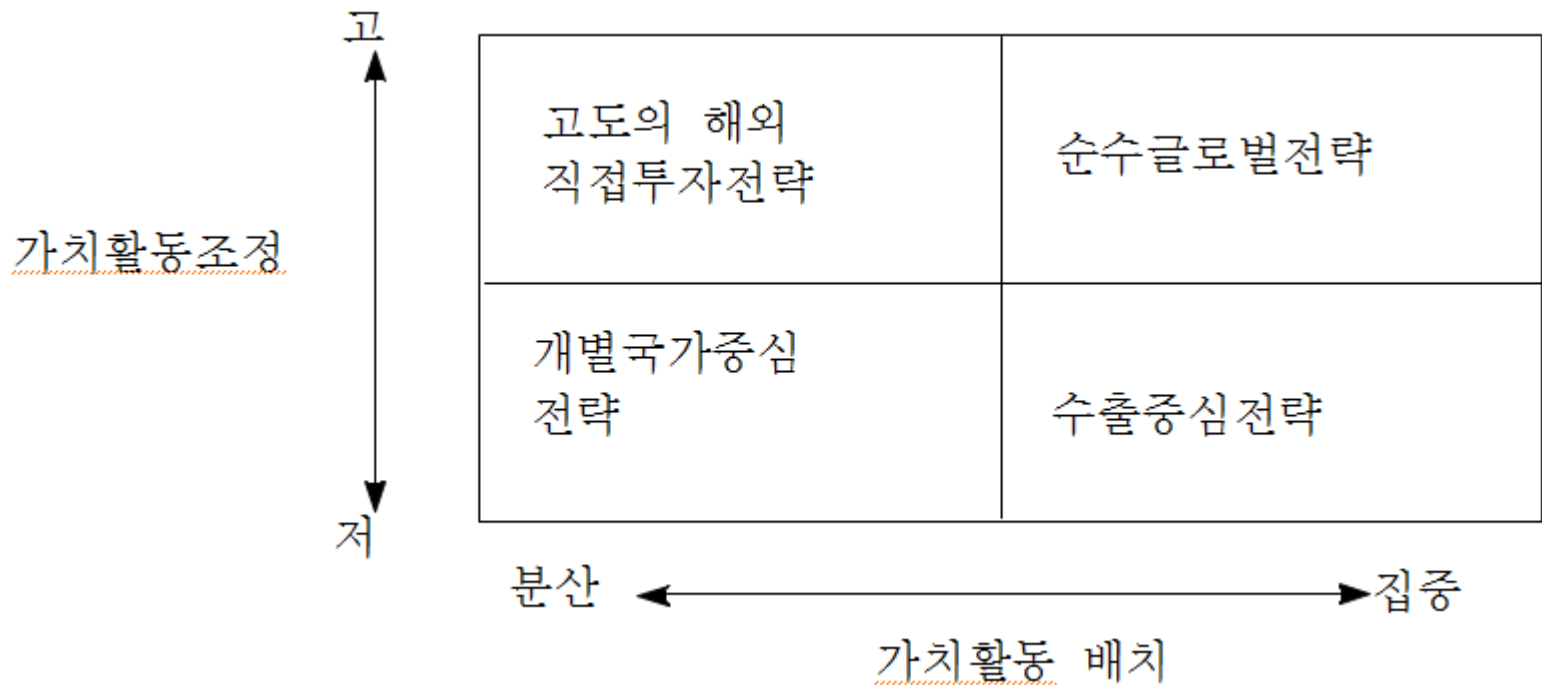 고
고도의 해외
직접투자전략
순수글로벌전략
가치활동조정
개별국가중심
전략
수출중심전략
저
분산
집중
가치활동 배치